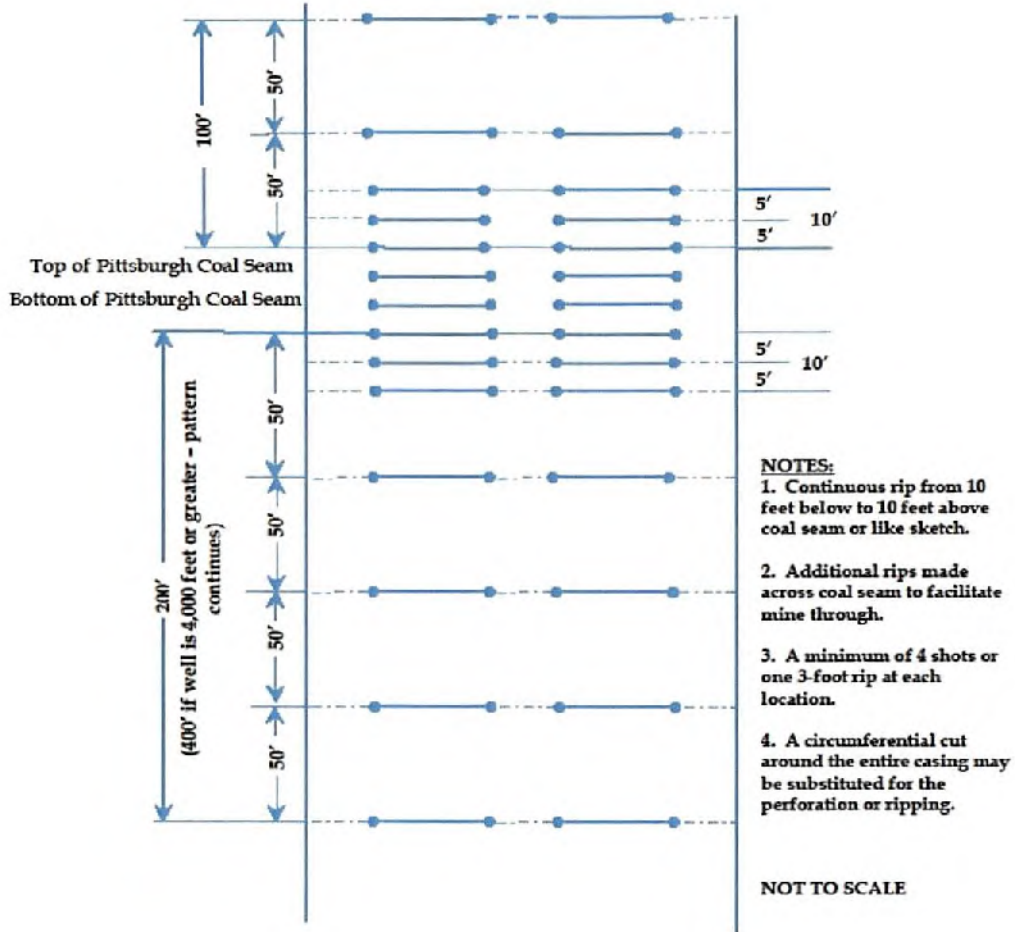 50'
100'
50'
5'
10'
5'
Top of Pittsburgh Coal Seam
Bottom of Pittsburgh Coal Seam
5'
10'
5'
50'
50'
50'
50'
200'
(400' if well is 4,000 feet or greater – pattern
continues)
NOTES:
1. Continuous rip from 10
feet below to 10 feet above
coal seam or like sketch.
2. Additional rips made
across coal seam to facilitate
mine through.
3. A minimum of 4 shots or
one 3-foot rip at each
location.
4. A circumferential cut
around the entire casing may
be substituted for the
perforation or ripping.
NOT TO SCALE